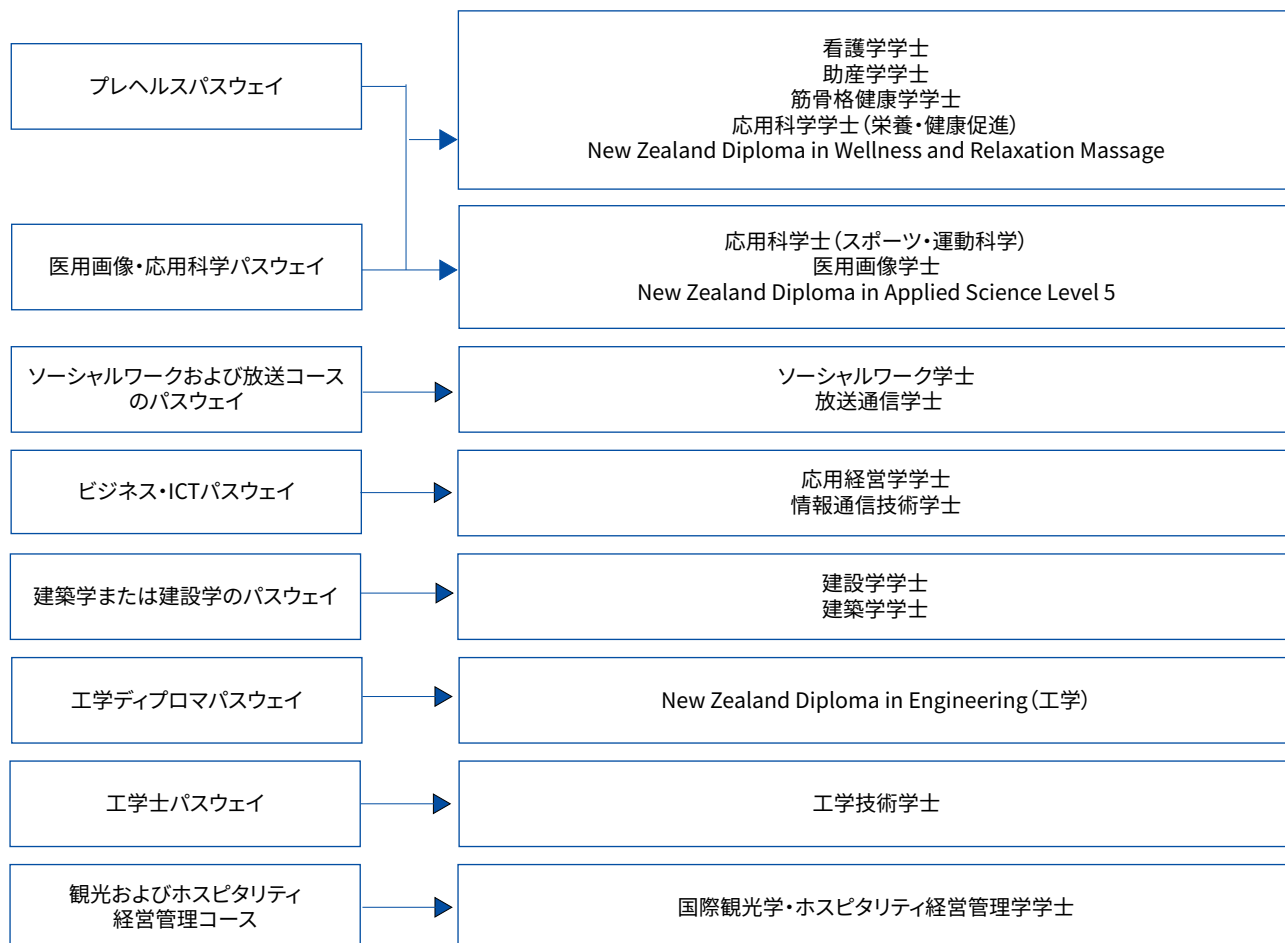 プレヘルスパスウェイ
看護学学士
助産学学士
筋骨格健康学学士
応用科学学士(栄養・健康促進)
New Zealand Diploma in Wellness and Relaxation Massage
医用画像・応用科学パスウェイ
応用科学士(スポーツ・運動科学)
医用画像学士
New Zealand Diploma in Applied Science Level 5
ソーシャルワークおよび放送コース
のパスウェイ
ソーシャルワーク学士
放送通信学士
ビジネス・ICTパスウェイ
応用経営学学士
情報通信技術学士
建築学または建設学のパスウェイ
建設学学士
建築学学士
工学ディプロマパスウェイ
New Zealand Diploma in Engineering(工学)
工学士パスウェイ
工学技術学士
観光およびホスピタリティ
経営管理コース
国際観光学・ホスピタリティ経営管理学学士